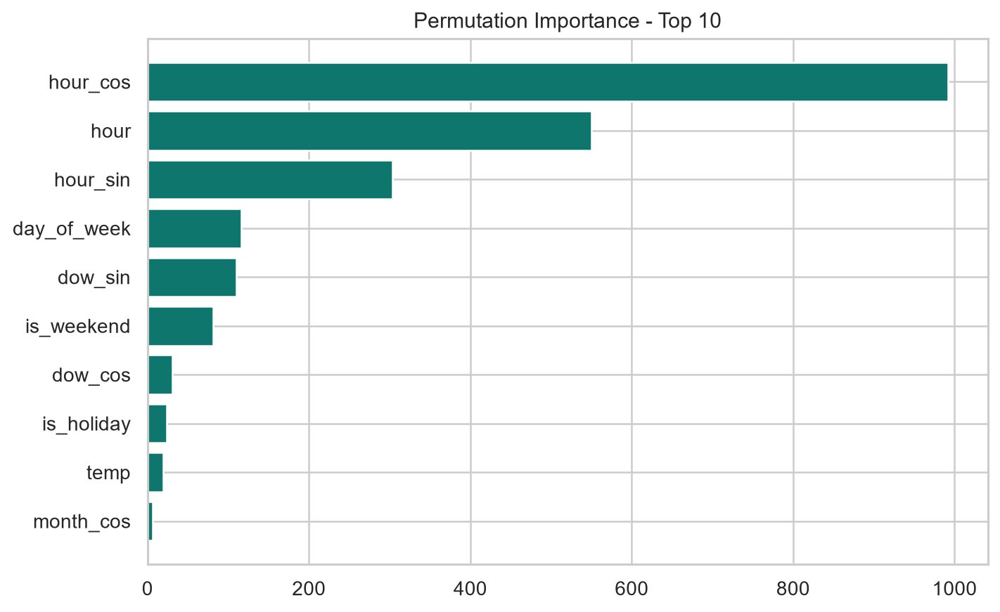 Permutation Importance - Top 10
hour_cos
hour
hour_sin
day_of_week
dow_sin
is_weekend
dow_cos
is_holiday
temp
month_cos
0 200 400 600 800 1000